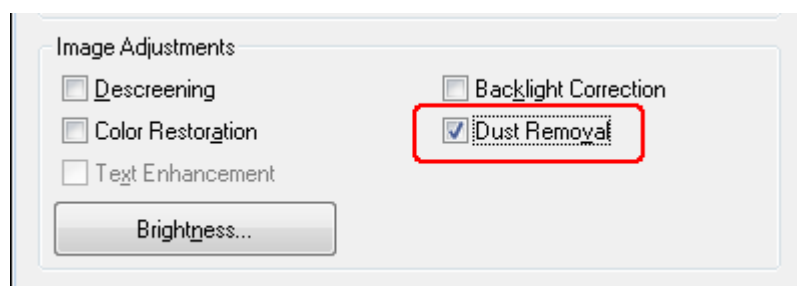 Image Adjustments
Descreening
Backlight Correction
Color Restoration
Dust Removal
Text Enhancement
Brightness...